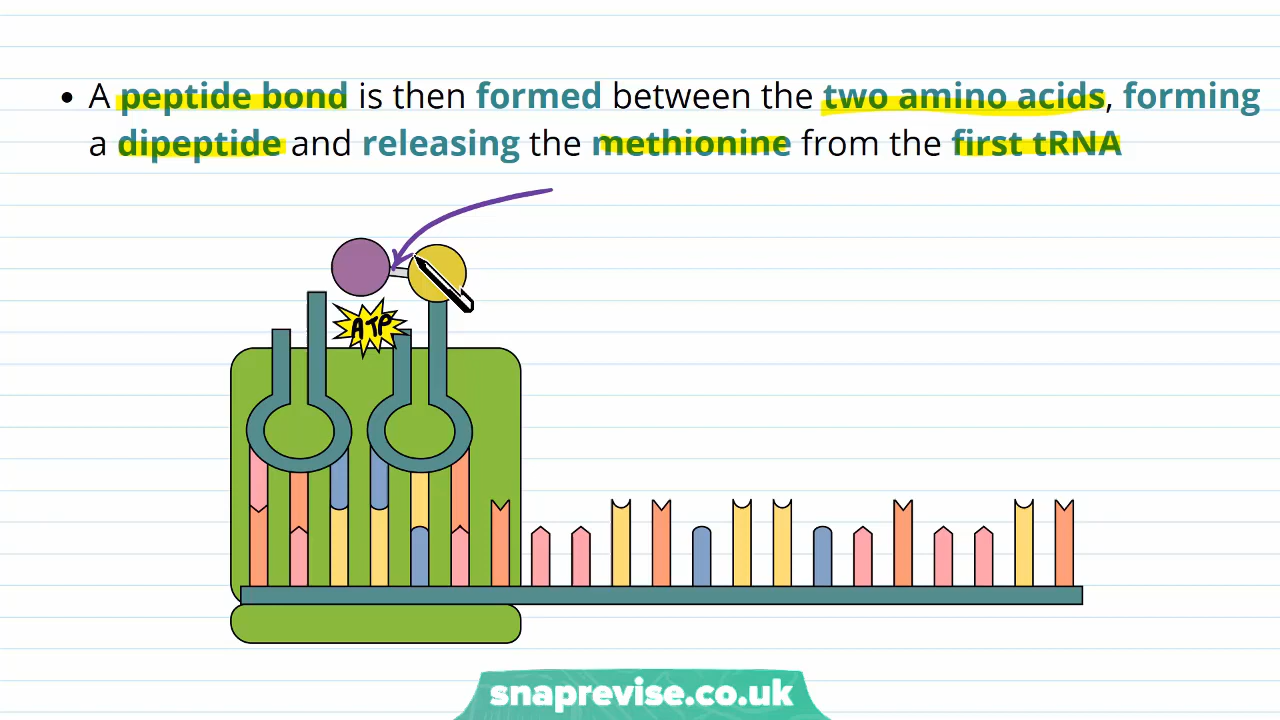 • A peptide bond is then formed between the two amino acids, forming
a dipeptide and releasing the methionine from the first tRNA
ATP
snaprevise.co.uk